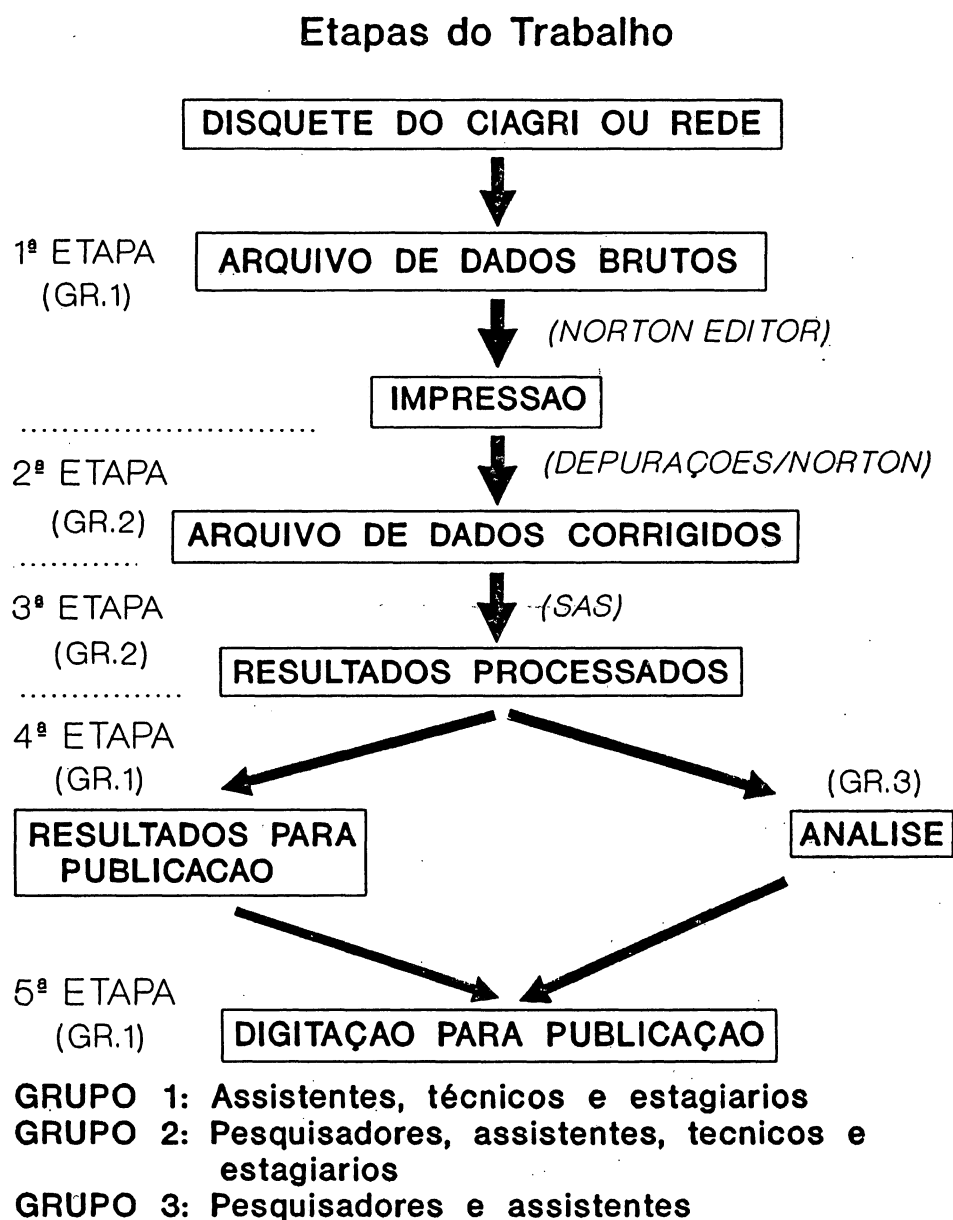 Etapas do Trabalho
DISQUETE DO CIAGRI OU REDE
1ª ETAPA
(GR.1)
ARQUIVO DE DADOS BRUTOS
(NORTON EDITOR)
IMPRESSAO
2ª ETAPA
(GR.2)
(DEPURAÇOES/NORTON)
ARQUIVO DE DADOS CORRIGIDOS
3ª ETAPA
(GR.2)
(SAS)
RESULTADOS PROCESSADOS
4ª ETAPA
(GR.1)
(GR.3)
RESULTADOS PARA
PUBLICACAO
ANALISE
5ª ETAPA
(GR.1)
DIGITAÇAO PARA PUBLICAÇAO
GRUPO 1: Assistentes, técnicos e estagiarios
GRUPO 2: Pesquisadores, assistentes, tecnicos e
estagiarios
GRUPO 3: Pesquisadores e assistentes